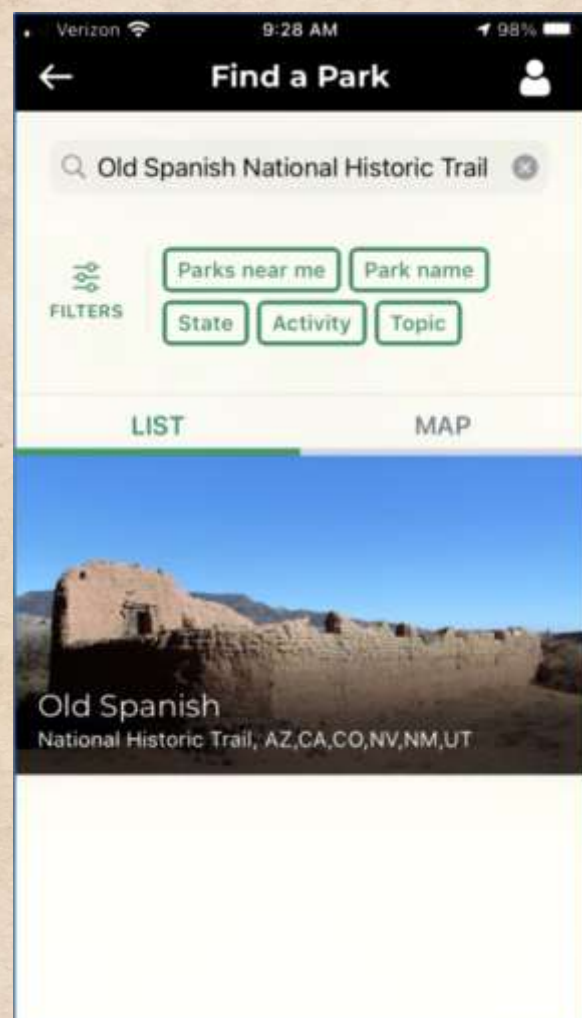 Verizon 9:28 AM 98%
Find a Park
Old Spanish National Historic Trail
Parks near me Park name
FILTERS
State Activity Topic
LIST MAP
Old Spanish
National Historic Trail, AZ,CA,CO,NV,NM,UT